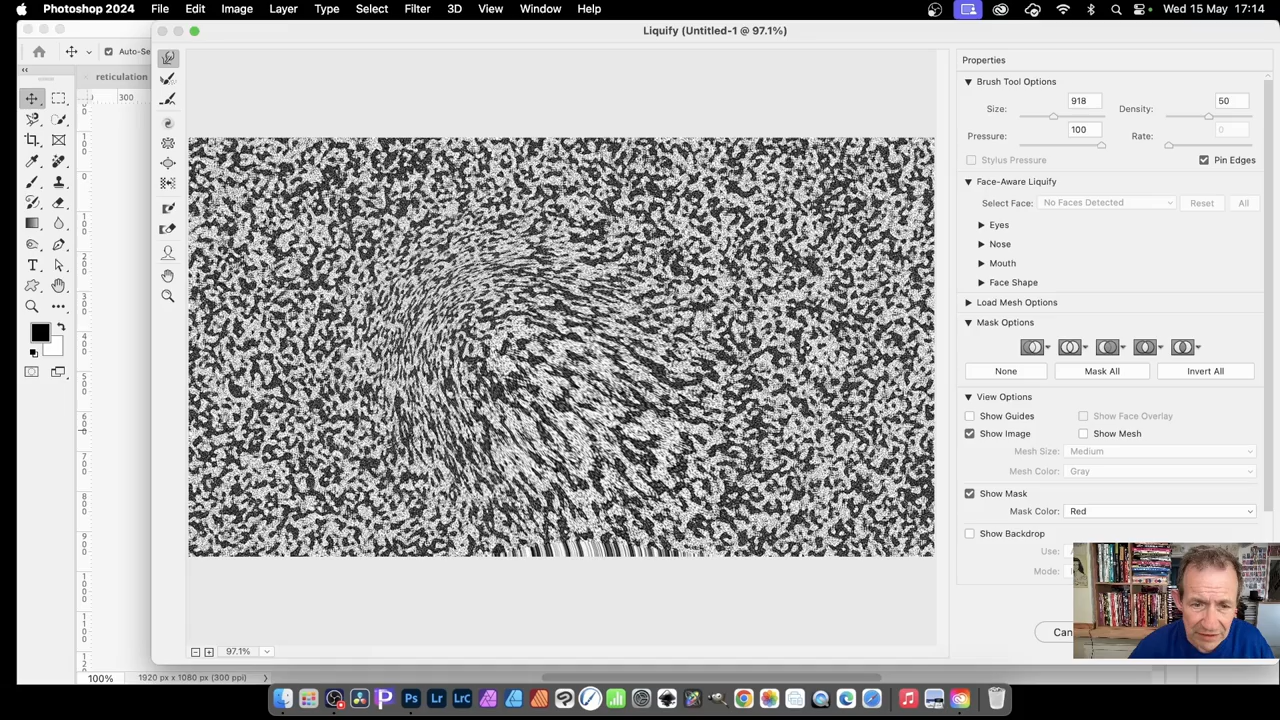 Photoshop 2024 File Edit Image Layer Type Select Filter 3D View Window Help Wed 15 May 17:14
Liquify (Untitled-1 @ 97.1%)
Auto-Se
reticulation
300
Properties
Brush Tool Options
Size: 918 Density: 50
Pressure: 100 Rate: 0
Stylus Pressure Pin Edges
Face-Aware Liquify
Select Face: No Faces Detected Reset All
Eyes
Nose
Mouth
Face Shape
Load Mesh Options
Mask Options
None Mask All Invert All
View Options
Show Guides Show Face Overlay
Show Image Show Mesh
Mesh Size: Medium
Mesh Color: Gray
Show Mask
Mask Color: Red
Show Backdrop
Use:
Mode:
Can
97.1%
100% 1920 px x 1080 px (300 ppi)